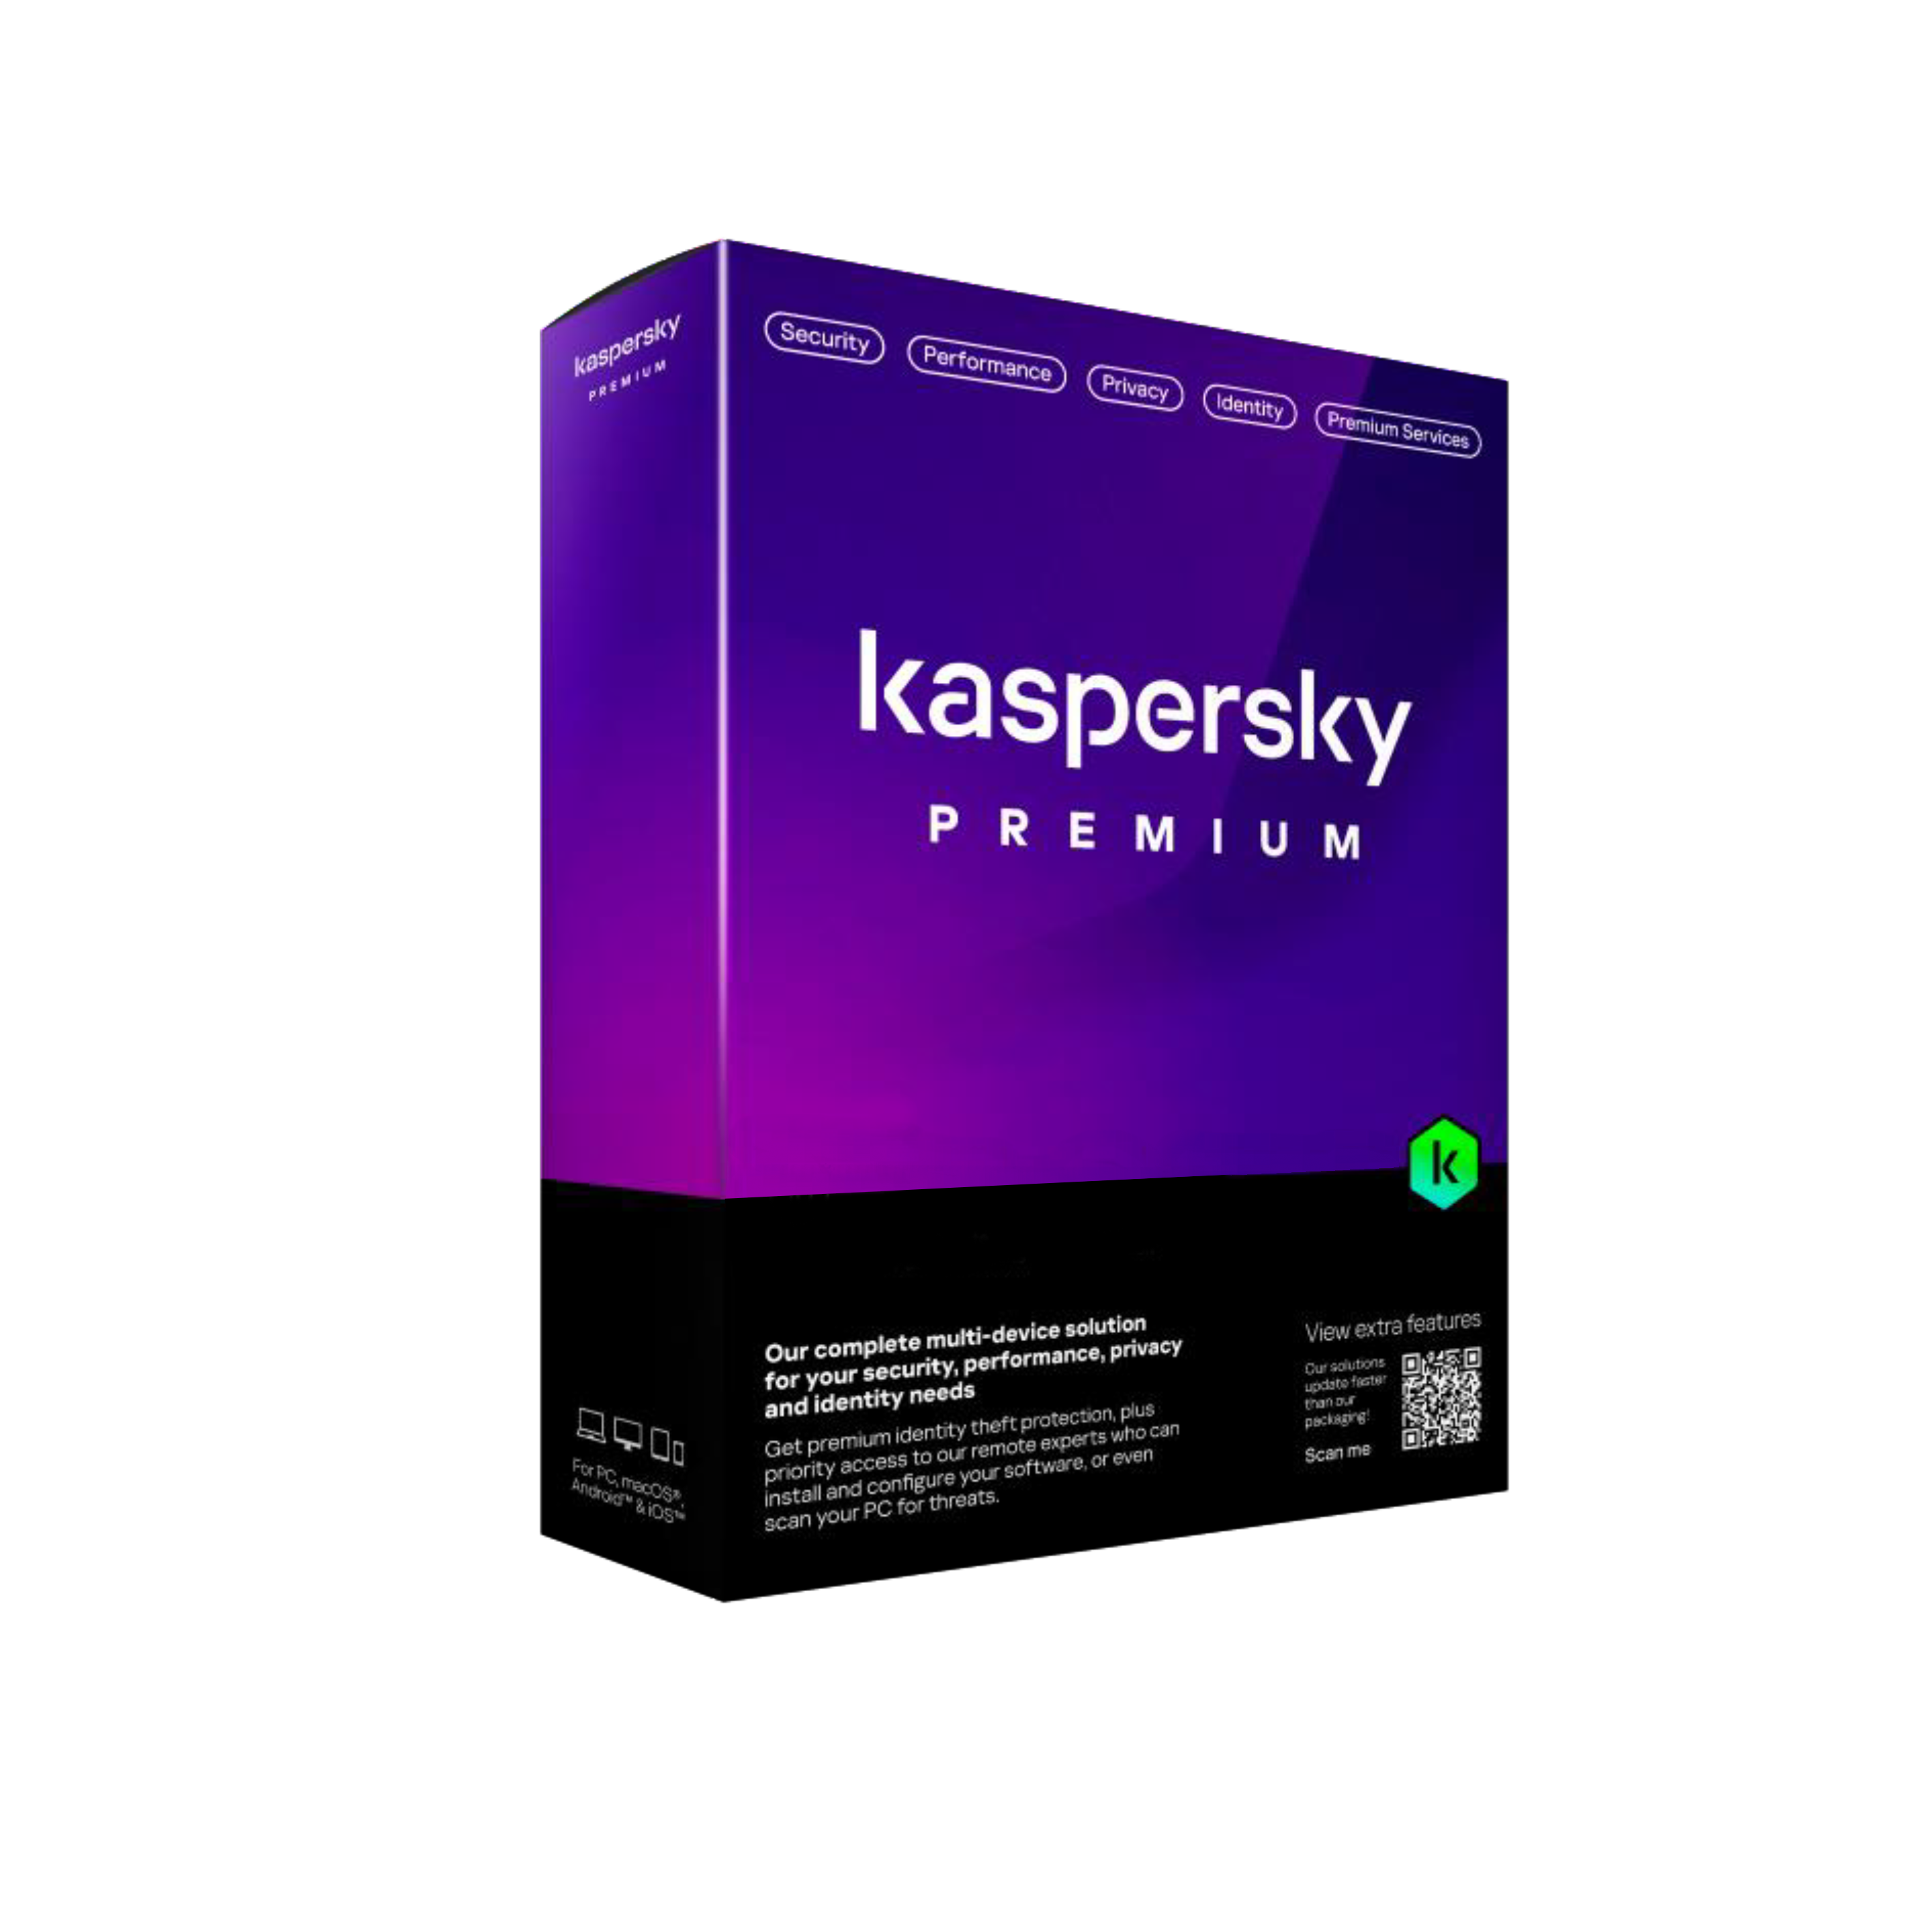 kaspersky
PREMIUM
Security
Performance
Privacy
Identity
Premium Services
kaspersky
PREMIUM
k
Our complete multi-device solution
for your security, performance, privacy
and identity needs
Get premium identity theft protection, plus
priority access to our remote experts who can
install and configure your software, or even
scan your PC for threats.
View extra features
Our solutions
update faster
than our
packaging!
Scan me
For PC, macOS®,
Android™ & iOS™